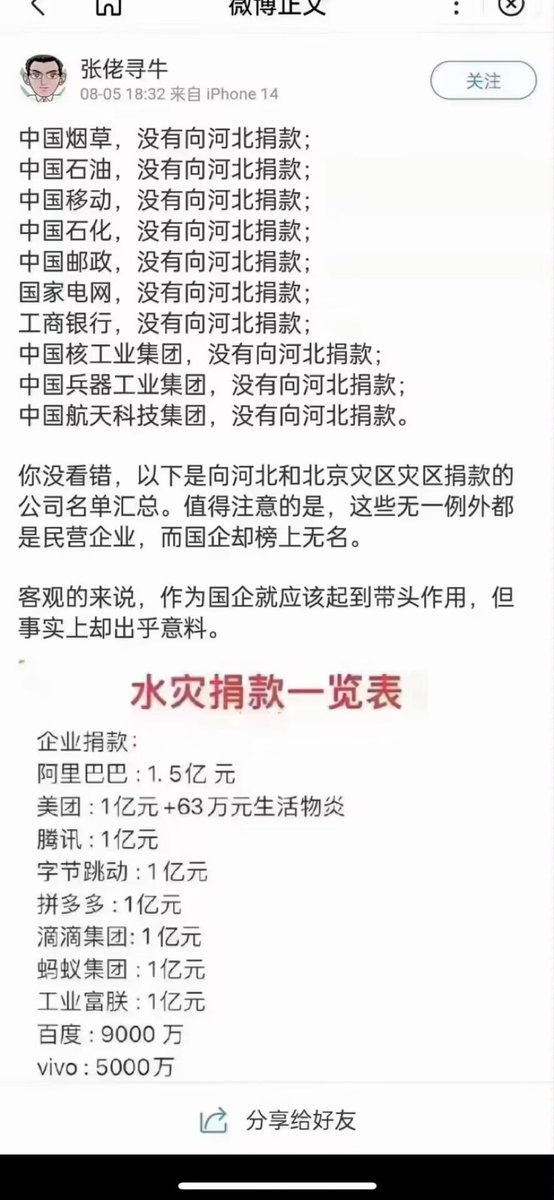 微博正文
张佬寻牛
08-05 18:32 来自 iPhone 14
关注
中国烟草，没有向河北捐款；
中国石油，没有向河北捐款；
中国移动，没有向河北捐款；
中国石化，没有向河北捐款；
中国邮政，没有向河北捐款；
国家电网，没有向河北捐款；
工商银行，没有向河北捐款；
中国核工业集团，没有向河北捐款；
中国兵器工业集团，没有向河北捐款；
中国航天科技集团，没有向河北捐款。
你没看错，以下是向河北和北京灾区灾区捐款的
公司名单汇总。值得注意的是，这些无一例外都
是民营企业，而国企却榜上无名。
客观的来说，作为国企就应该起到带头作用，但
事实上却出乎意料。
水灾捐款一览表
企业捐款：
阿里巴巴：1.5亿 元
美团：1亿元+63万元生活物炎
腾讯：1亿元
字节跳动：1亿元
拼多多：1亿元
滴滴集团：1亿元
蚂蚁集团：1亿元
工业富朕：1亿元
百度：9000 万
vivo：5000万
分享给好友